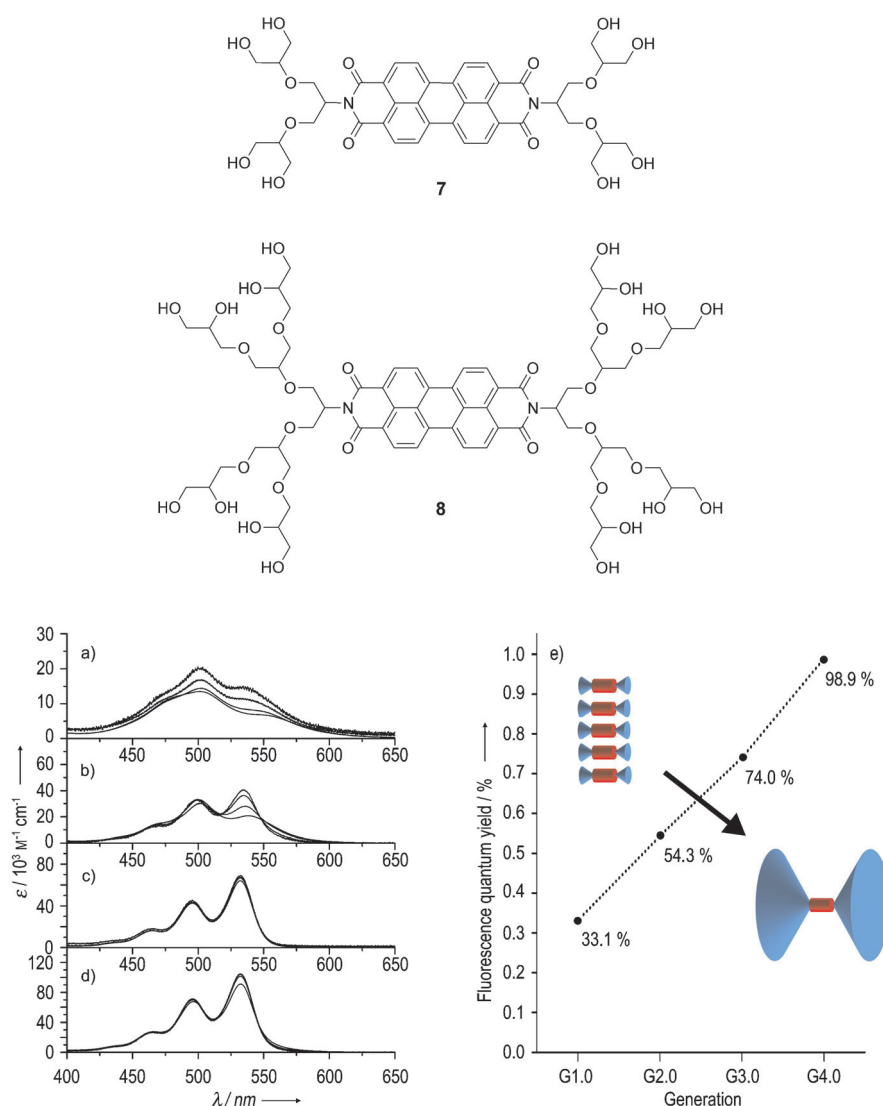 OH OH
HO OH
O O O O
N N
O O O O
HO OH
OH HO
7
HO HO
HO OH
HO OH OH OH
O O
O O
O O O O
N N
O O O O
O O
O O
HO OH
OH OH
HO OH
HO OH
8
a)
30
20
10
0
450 500 550 600 650
b)
60
40
20
0
450 500 550 600 650
c)
80
40
0
450 500 550 600 650
d)
120
80
40
0
400 450 500 550 600 650
λ / nm
ε / 10³ M⁻¹ cm⁻¹
e)
1.0
0.9
0.8
0.7
0.6
0.5
0.4
0.3
0.2
0.1
0.0
Fluorescence quantum yield / %
98.9 %
74.0 %
54.3 %
33.1 %
G1.0 G2.0 G3.0 G4.0
Generation